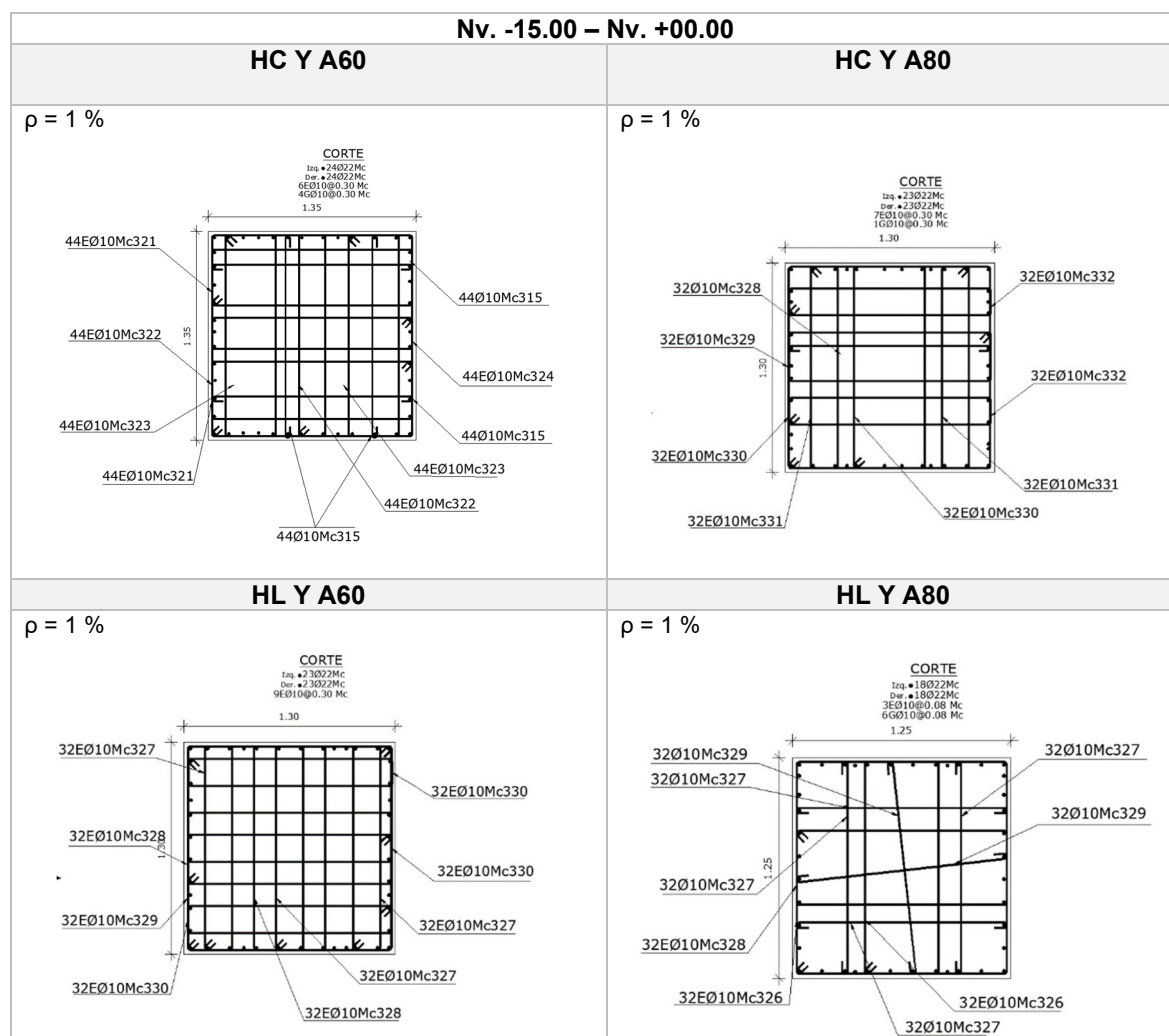 Nv. -15.00 – Nv. +00.00
HC Y A60
HC Y A80
ρ = 1 %
CORTE
Izq.•24Ø22Mc
Der.•24Ø22Mc
6EØ10@0.30 Mc
4GØ10@0.30 Mc
1.35
44EØ10Mc321
44Ø10Mc315
1.35
44EØ10Mc322
44EØ10Mc324
44EØ10Mc323
44Ø10Mc315
44EØ10Mc323
44EØ10Mc321
44EØ10Mc322
44Ø10Mc315
ρ = 1 %
CORTE
Izq.•23Ø22Mc
Der.•23Ø22Mc
7EØ10@0.30 Mc
1GØ10@0.30 Mc
1.30
32EØ10Mc332
32Ø10Mc328
32EØ10Mc329
1.30
32EØ10Mc332
32EØ10Mc330
32EØ10Mc331
32EØ10Mc330
32EØ10Mc331
HL Y A60
HL Y A80
ρ = 1 %
CORTE
Izq.•23Ø22Mc
Der.•23Ø22Mc
9EØ10@0.30 Mc
1.30
32EØ10Mc327
32EØ10Mc330
32EØ10Mc328
1.30
32EØ10Mc330
32EØ10Mc329
32EØ10Mc327
32EØ10Mc327
32EØ10Mc330
32EØ10Mc328
ρ = 1 %
CORTE
Izq.•18Ø22Mc
Der.•18Ø22Mc
3EØ10@0.08 Mc
6GØ10@0.08 Mc
1.25
32Ø10Mc329
32Ø10Mc327
32Ø10Mc327
32Ø10Mc329
1.25
32Ø10Mc327
32EØ10Mc328
32EØ10Mc326
32EØ10Mc326
32Ø10Mc327